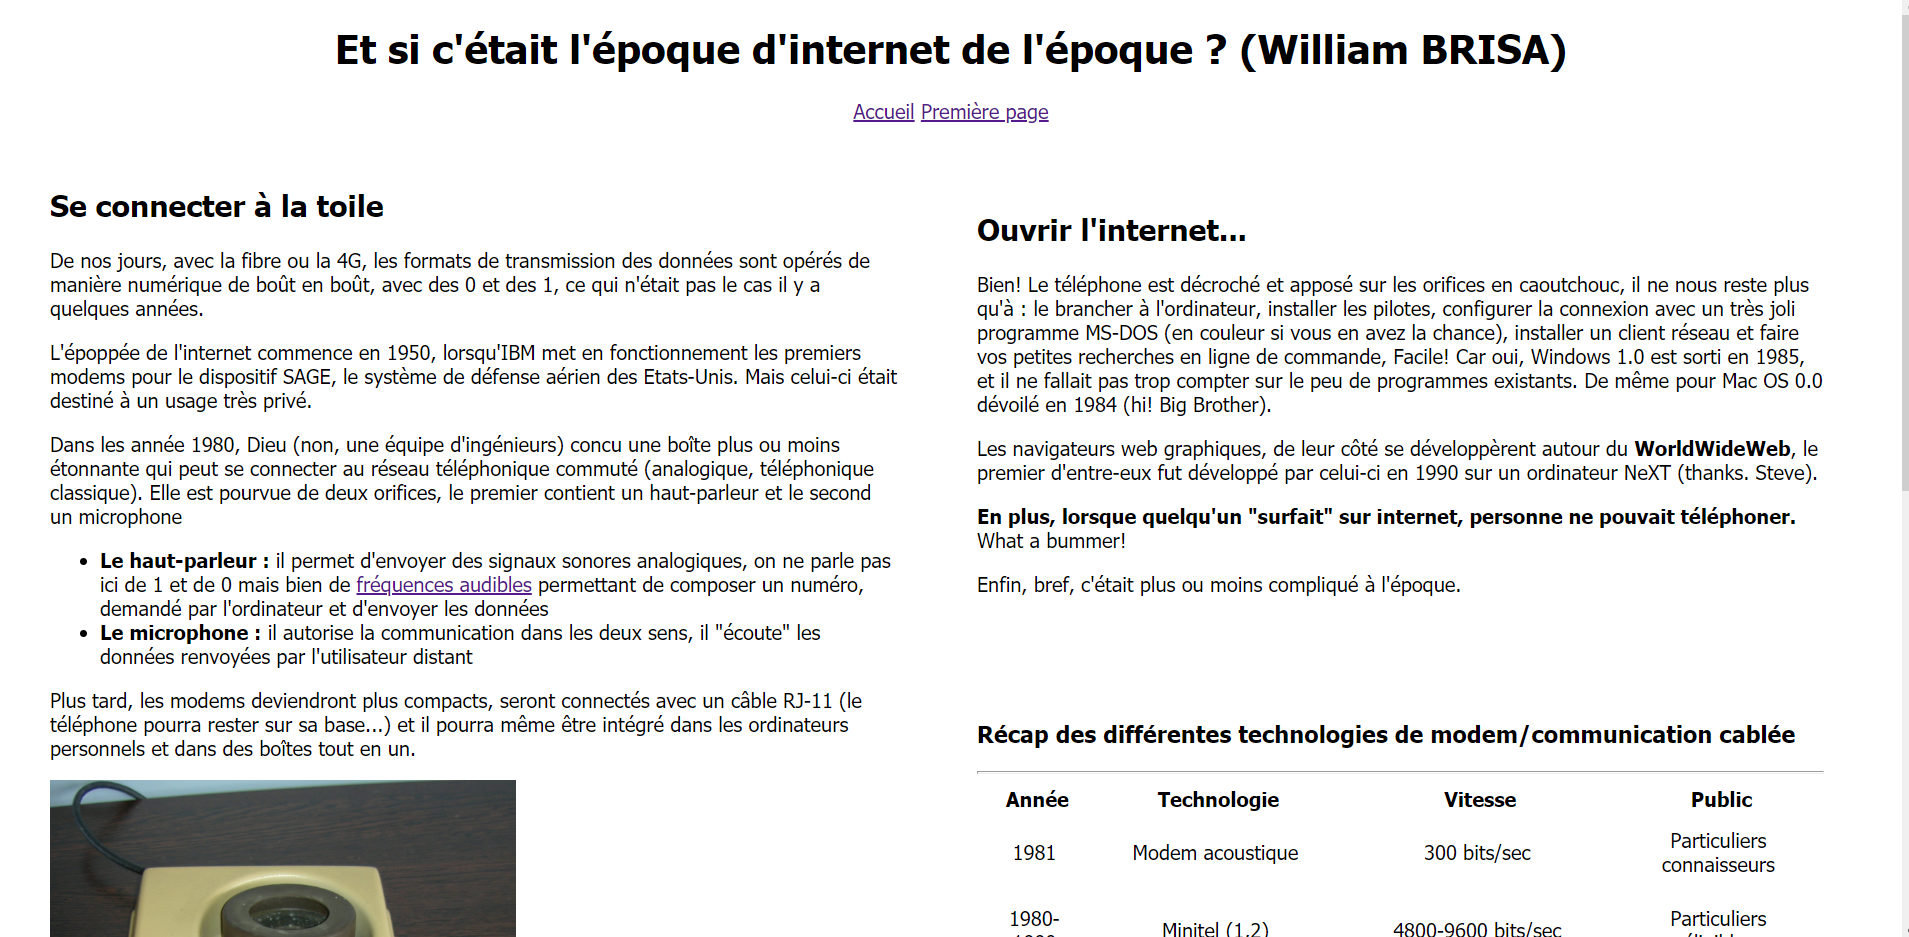 Et si c'était l'époque d'internet de l'époque ? (William BRISA)
Accueil Première page
Se connecter à la toile
De nos jours, avec la fibre ou la 4G, les formats de transmission des données sont opérés de
manière numérique de boût en boût, avec des 0 et des 1, ce qui n'était pas le cas il y a
quelques années.
L'époppée de l'internet commence en 1950, lorsqu'IBM met en fonctionnement les premiers
modems pour le dispositif SAGE, le système de défense aérien des Etats-Unis. Mais celui-ci était
destiné à un usage très privé.
Dans les année 1980, Dieu (non, une équipe d'ingénieurs) concu une boîte plus ou moins
étonnante qui peut se connecter au réseau téléphonique commuté (analogique, téléphonique
classique). Elle est pourvue de deux orifices, le premier contient un haut-parleur et le second
un microphone
• Le haut-parleur : il permet d'envoyer des signaux sonores analogiques, on ne parle pas
ici de 1 et de 0 mais bien de fréquences audibles permettant de composer un numéro,
demandé par l'ordinateur et d'envoyer les données
• Le microphone : il autorise la communication dans les deux sens, il "écoute" les
données renvoyées par l'utilisateur distant
Plus tard, les modems deviendront plus compacts, seront connectés avec un câble RJ-11 (le
téléphone pourra rester sur sa base...) et il pourra même être intégré dans les ordinateurs
personnels et dans des boîtes tout en un.
Ouvrir l'internet...
Bien! Le téléphone est décroché et apposé sur les orifices en caoutchouc, il ne nous reste plus
qu'à : le brancher à l'ordinateur, installer les pilotes, configurer la connexion avec un très joli
programme MS-DOS (en couleur si vous en avez la chance), installer un client réseau et faire
vos petites recherches en ligne de commande, Facile! Car oui, Windows 1.0 est sorti en 1985,
et il ne fallait pas trop compter sur le peu de programmes existants. De même pour Mac OS 0.0
dévoilé en 1984 (hi! Big Brother).
Les navigateurs web graphiques, de leur côté se développèrent autour du WorldWideWeb, le
premier d'entre-eux fut développé par celui-ci en 1990 sur un ordinateur NeXT (thanks. Steve).
En plus, lorsque quelqu'un "surfait" sur internet, personne ne pouvait téléphoner.
What a bummer!
Enfin, bref, c'était plus ou moins compliqué à l'époque.
Récap des différentes technologies de modem/communication cablée
Année Technologie Vitesse Public
1981 Modem acoustique 300 bits/sec Particuliers
connaisseurs
1980- Minitel (1,2) 4800-9600 bits/sec Particuliers